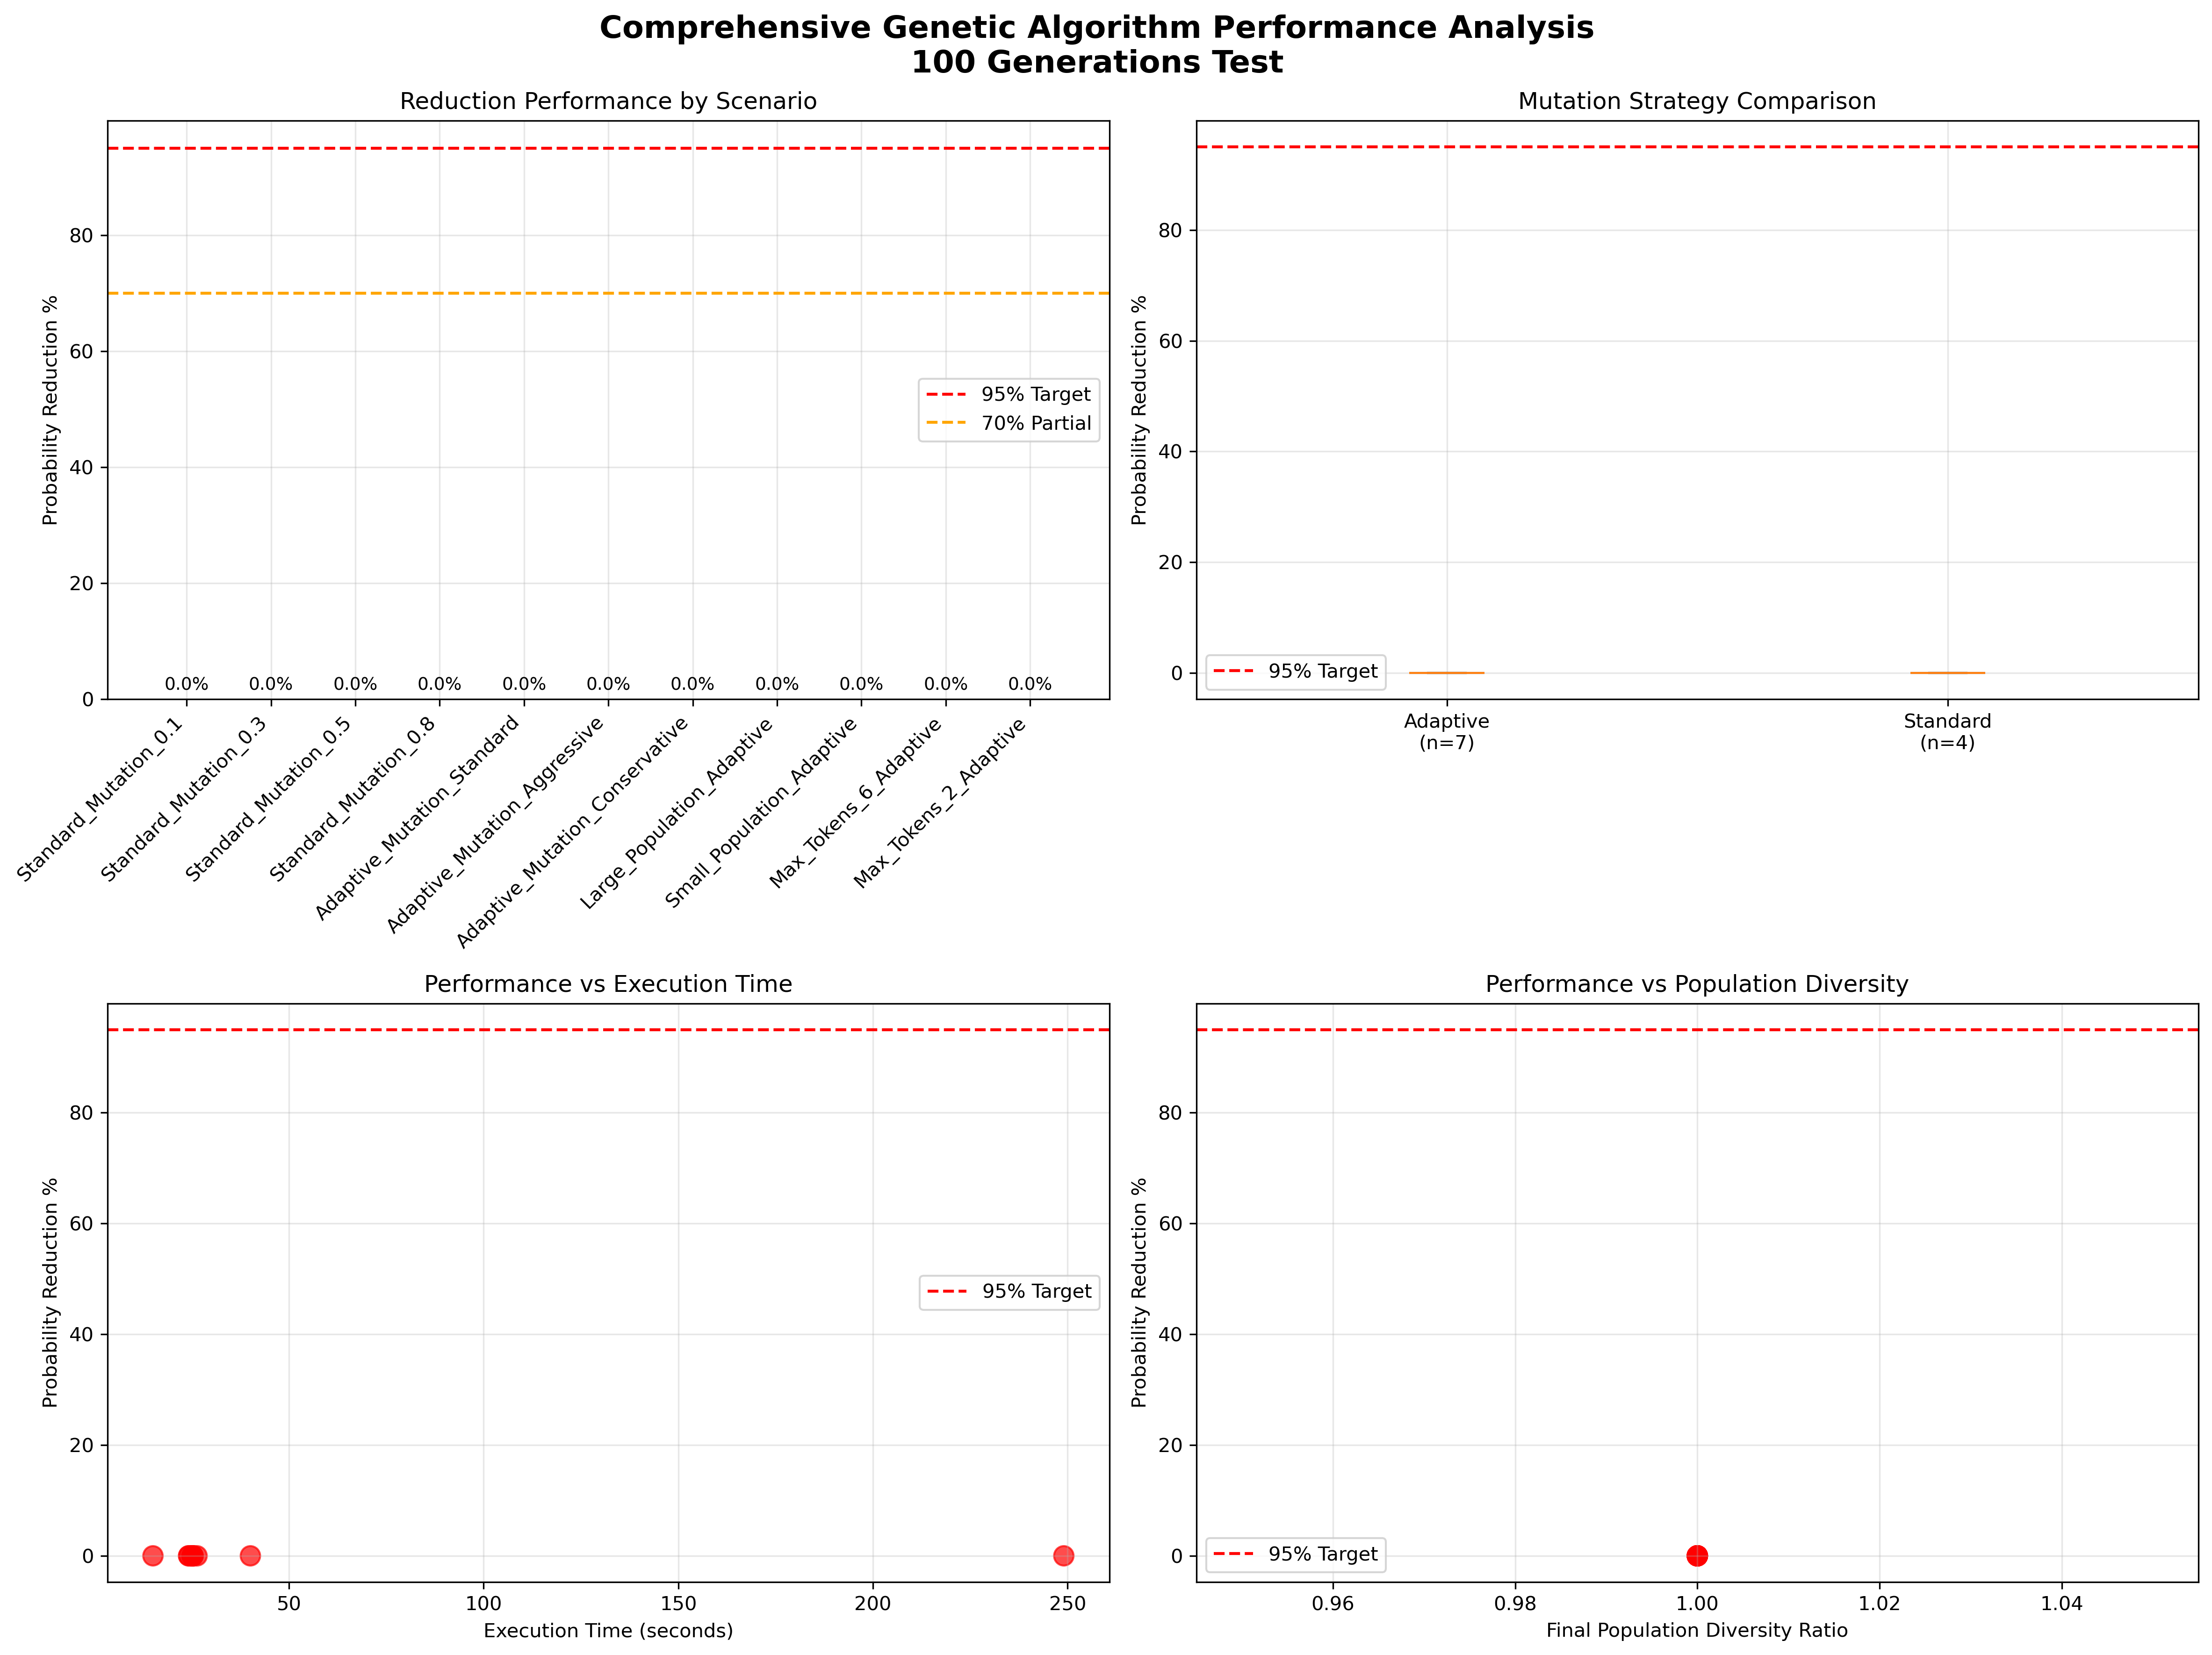 Comprehensive Genetic Algorithm Performance Analysis
100 Generations Test
Reduction Performance by Scenario
Probability Reduction %
80
60
40
20
0
95% Target
70% Partial
0.0% 0.0% 0.0% 0.0% 0.0% 0.0% 0.0% 0.0% 0.0% 0.0% 0.0%
Standard_Mutation_0.1
Standard_Mutation_0.3
Standard_Mutation_0.5
Standard_Mutation_0.8
Adaptive_Mutation_Standard
Adaptive_Mutation_Aggressive
Adaptive_Mutation_Conservative
Large_Population_Adaptive
Small_Population_Adaptive
Max_Tokens_6_Adaptive
Max_Tokens_2_Adaptive
Mutation Strategy Comparison
Probability Reduction %
80
60
40
20
0
95% Target
Adaptive
(n=7)
Standard
(n=4)
Performance vs Execution Time
Probability Reduction %
80
60
40
20
0
95% Target
50 100 150 200 250
Execution Time (seconds)
Performance vs Population Diversity
Probability Reduction %
80
60
40
20
0
95% Target
0.96 0.98 1.00 1.02 1.04
Final Population Diversity Ratio